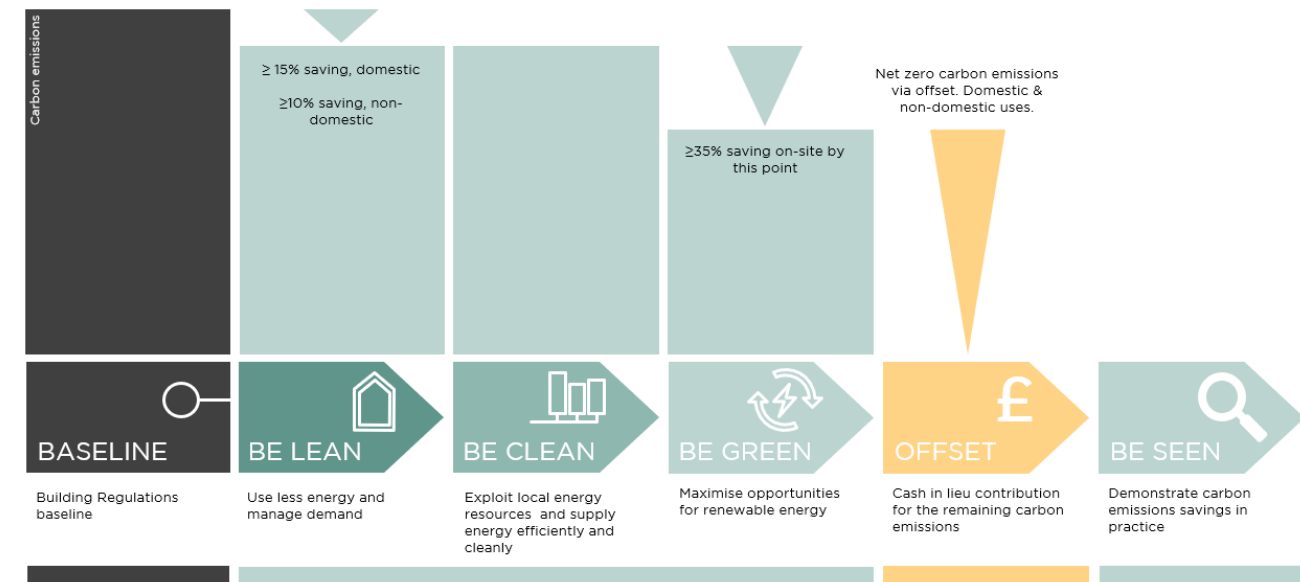 Carbon emissions
≥ 15% saving, domestic
≥10% saving, non-
domestic
≥35% saving on-site by
this point
Net zero carbon emissions
via offset. Domestic &
non-domestic uses.
£
BASELINE
BE LEAN
BE CLEAN
BE GREEN
OFFSET
BE SEEN
Building Regulations
baseline
Use less energy and
manage demand
Exploit local energy
resources and supply
energy efficiently and
cleanly
Maximise opportunities
for renewable energy
Cash in lieu contribution
for the remaining carbon
emissions
Demonstrate carbon
emissions savings in
practice